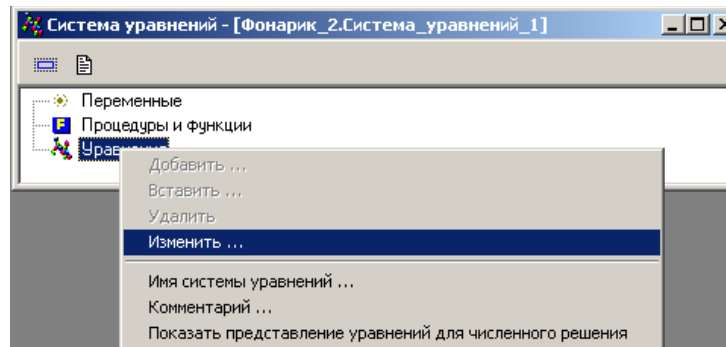 Система уравнений - [Фонарик_2.Система_уравнений_1]
Переменные
Процедуры и функции
Добавить ...
Вставить ...
Удалить
Изменить ...
Имя системы уравнений ...
Комментарий ...
Показать представление уравнений для численного решения